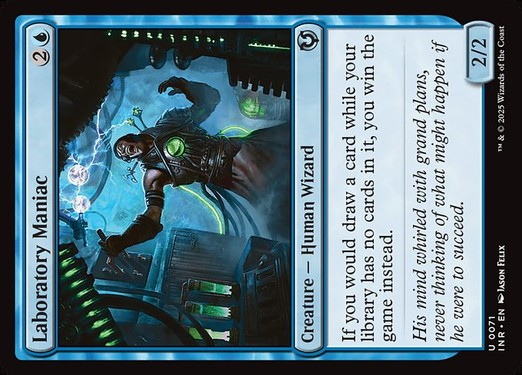 Laboratory Maniac 2
Creature — Human Wizard
If you would draw a card while your
library has no cards in it, you win the
game instead.
His mind whirled with grand plans,
never thinking of what might happen if
he were to succeed.
2/2
U 0071
INR • EN JASON FELIX
™ & © 2025 Wizards of the Coast